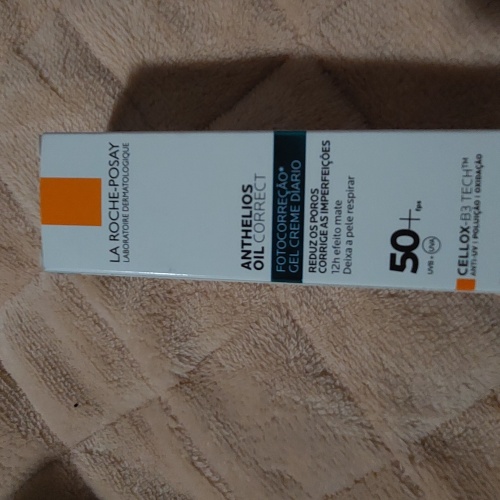 LA ROCHE-POSAY
LABORATOIRE DERMATOLOGIQUE
ANTHELIOS
OIL CORRECT
FOTOCORREÇÃO*
GEL CREME DIÁRIO
REDUZ OS POROS
CORRIGE AS IMPERFEIÇÕES
12h efeito mate
Deixa a pele respirar
50+ fps
UVB + UVA
CELLOX-B3 TECH™
ANTI-UV | POLUIÇÃO | OXIDAÇÃO